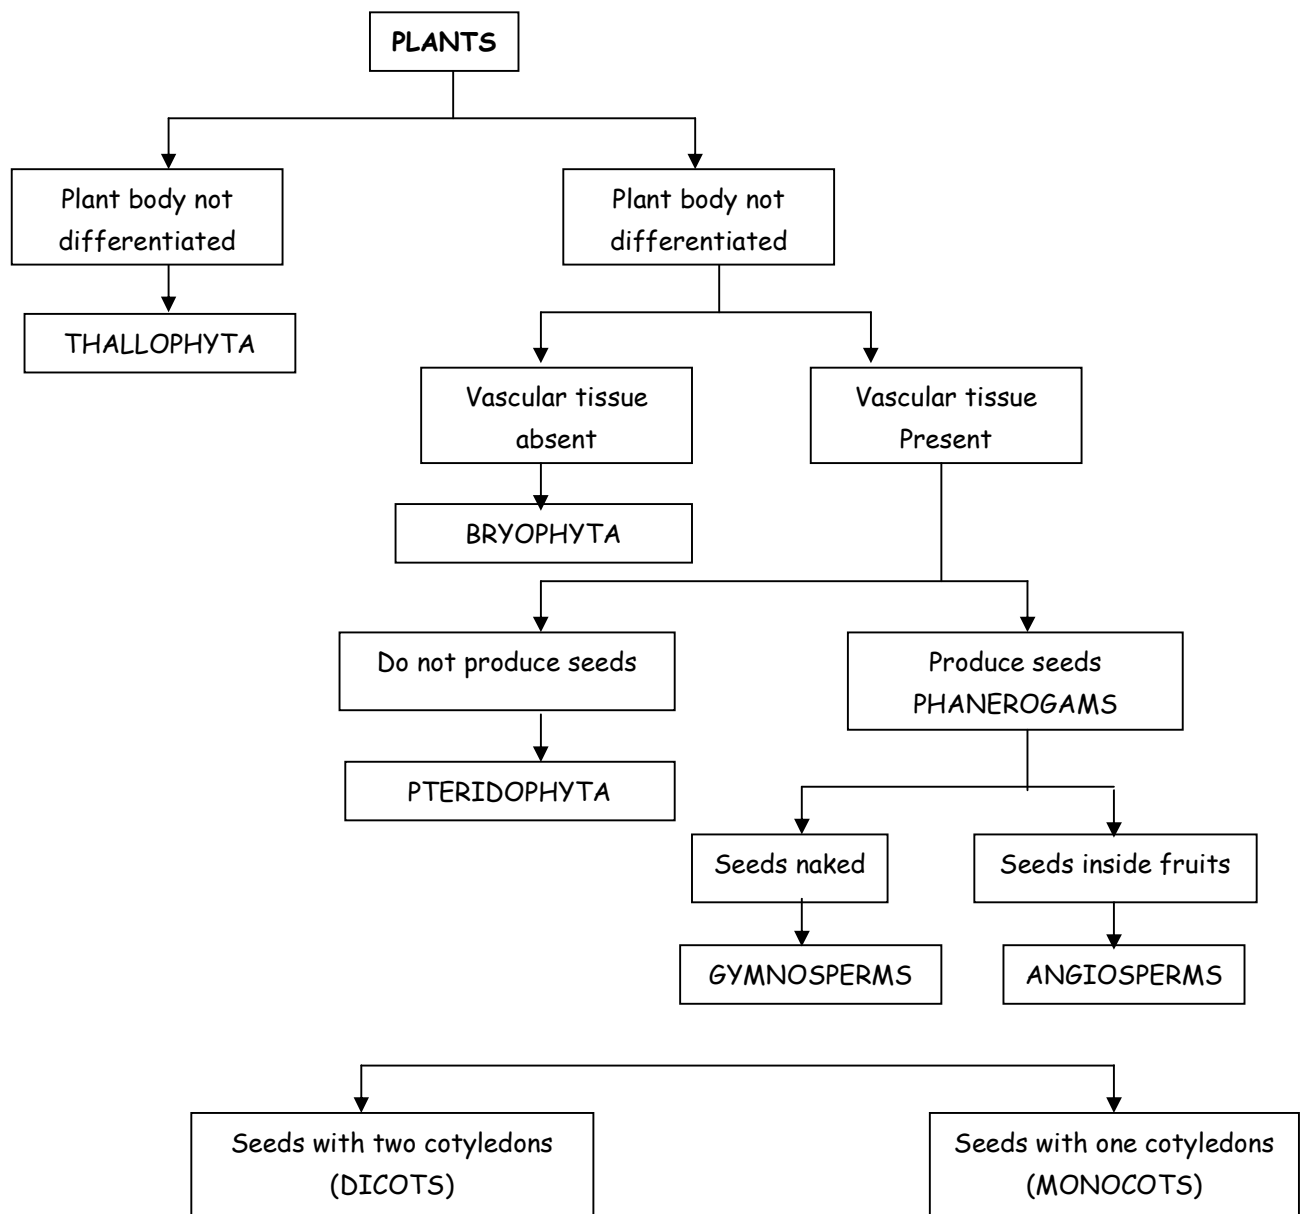 PLANTS
Plant body not
differentiated
Plant body not
differentiated
THALLOPHYTA
Vascular tissue
absent
Vascular tissue
Present
BRYOPHYTA
Do not produce seeds
Produce seeds
PHANEROGAMS
PTERIDOPHYTA
Seeds naked
Seeds inside fruits
GYMNOSPERMS
ANGIOSPERMS
Seeds with two cotyledons
(DICOTS)
Seeds with one cotyledons
(MONOCOTS)